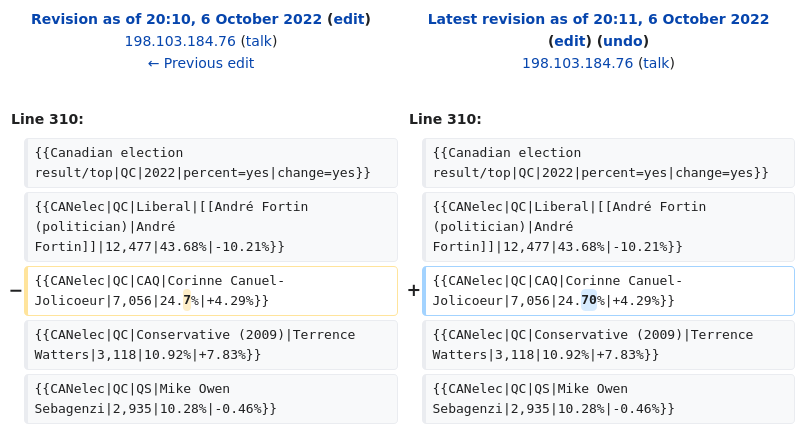 Revision as of 20:10, 6 October 2022 (edit)
198.103.184.76 (talk)
← Previous edit
Latest revision as of 20:11, 6 October 2022
(edit) (undo)
198.103.184.76 (talk)
Line 310:
Line 310:
{{Canadian election
result/top|QC|2022|percent=yes|change=yes}}
{{Canadian election
result/top|QC|2022|percent=yes|change=yes}}
{{CANelec|QC|Liberal|[[André Fortin
(politician)|André
Fortin]]|12,477|43.68%|-10.21%}}
{{CANelec|QC|Liberal|[[André Fortin
(politician)|André
Fortin]]|12,477|43.68%|-10.21%}}
− {{CANelec|QC|CAQ|Corinne Canuel-
Jolicoeur|7,056|24.7%|+4.29%}}
+ {{CANelec|QC|CAQ|Corinne Canuel-
Jolicoeur|7,056|24.70%|+4.29%}}
{{CANelec|QC|Conservative (2009)|Terrence
Watters|3,118|10.92%|+7.83%}}
{{CANelec|QC|Conservative (2009)|Terrence
Watters|3,118|10.92%|+7.83%}}
{{CANelec|QC|QS|Mike Owen
Sebagenzi|2,935|10.28%|-0.46%}}
{{CANelec|QC|QS|Mike Owen
Sebagenzi|2,935|10.28%|-0.46%}}